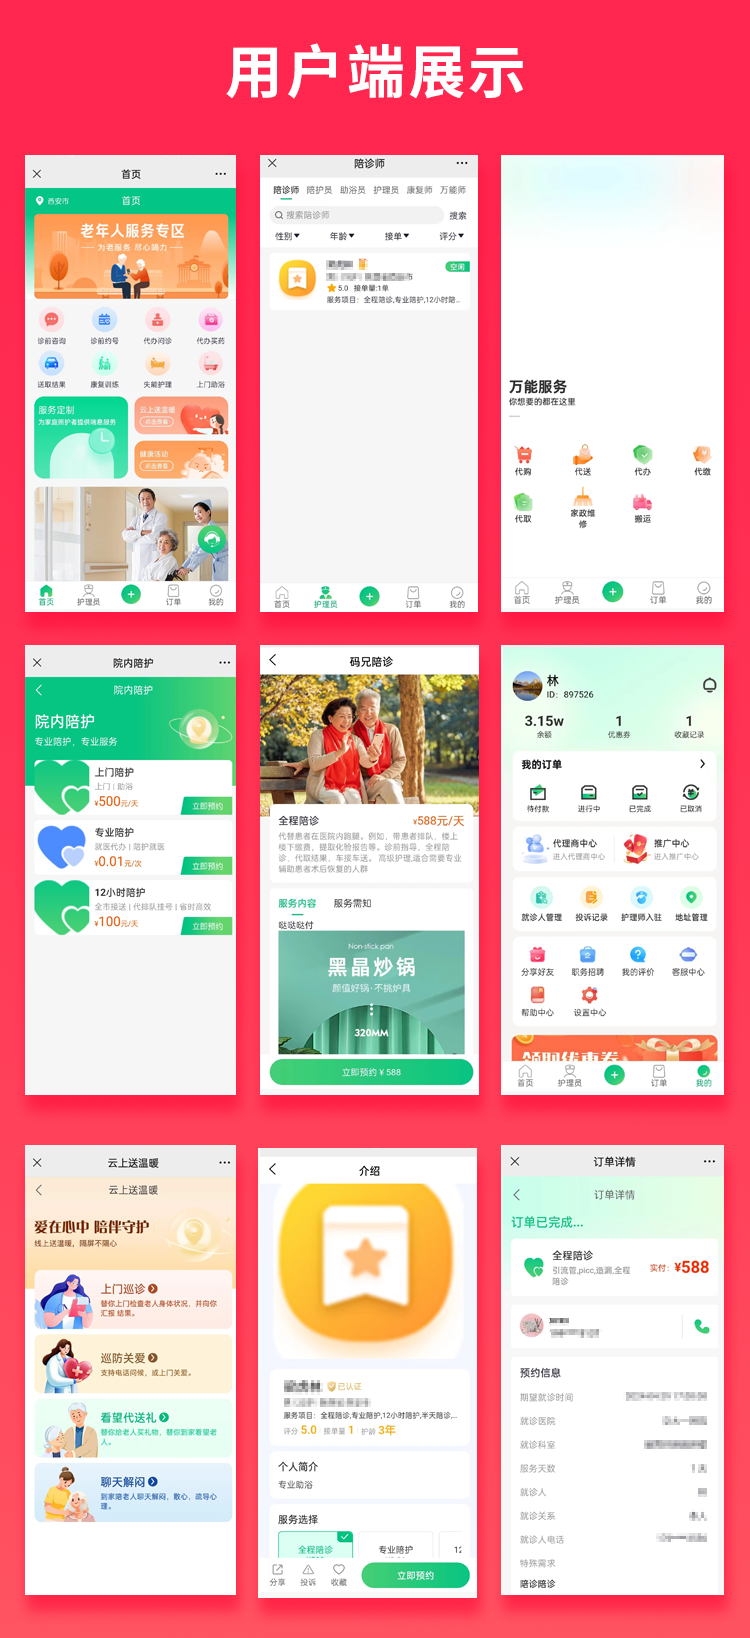 用户端展示
首页
西安市
首页
老年人服务专区
为老服务 尽心竭力
诊前咨询
诊前约号
代办问诊
代办买药
送取结果
康复训练
失能护理
上门助浴
服务定制
为家庭照护者提供喘息服务
云上送温暖
点击查看
健康活动
点击查看
首页
护理员
订单
我的
陪诊师
陪诊师
陪护员
助浴员
护理员
康复师
万能师
搜索陪诊师
搜索
性别
年龄
接单
评分
空闲
5.0 接单量:1单
服务项目: 全程陪诊,专业陪护,12小时陪...
首页
护理员
订单
我的
万能服务
你想要的都在这里
代购
代送
代办
代缴
代取
家政维
修
搬运
首页
护理员
订单
我的
院内陪护
院内陪护
院内陪护
专业陪护，专业服务
上门陪护
上门 | 助浴
¥500元/天
立即预约
专业陪护
就医代办 | 陪护就医
¥0.01元/次
立即预约
12小时陪护
全市接送 | 代排队挂号 | 省时高效
¥100元/天
立即预约
码兄陪诊
全程陪诊
¥588元/天
代替患者在医院内跑腿。例如、带患者排队、楼上
楼下缴费，提取化验报告等。诊前指导、全程陪
诊、代取结果、车接车送。高级护理,适合需要专业
辅助患者术后恢复的人群
服务内容
服务需知
哒哒哒付
Non-stick pan
黑晶炒锅
颜值好锅·不挑炉具
320MM
立即预约 ¥ 588
林
ID: 897526
3.15w
1
1
余额
优惠券
收藏记录
我的订单
待付款
进行中
已完成
已取消
代理商中心
进入代理商中心
推广中心
进入推广中心
就诊人管理
投诉记录
护理师入驻
地址管理
分享好友
职务招聘
我的评价
客服中心
帮助中心
设置中心
领取优惠券
首页
护理员
订单
我的
云上送温暖
云上送温暖
爱在心中 陪伴守护
线上送温暖，隔屏不隔心
上门巡诊
替你上门检查老人身体状况，并向你
汇报 结果。
巡防关爱
支持电话问候，或上门关爱。
看望代送礼
替你给老人买礼物，替你到家看望老
人。
聊天解闷
到家陪老人聊天解闷，散心，疏导心
理。
介绍
已认证
服务项目: 全程陪诊,专业陪护,12小时陪护,半天陪诊,...
评分 5.0 接单量 1 护龄 3年
个人简介
专业助浴
服务选择
全程陪诊
专业陪护
分享
投诉
收藏
立即预约
订单详情
订单详情
订单已完成...
全程陪诊
引流管,picc,造漏,全程
陪诊
实付: ¥588
预约信息
期望就诊时间
就诊医院
就诊科室
服务天数
就诊人
就诊关系
就诊人电话
特殊需求
陪诊陪诊